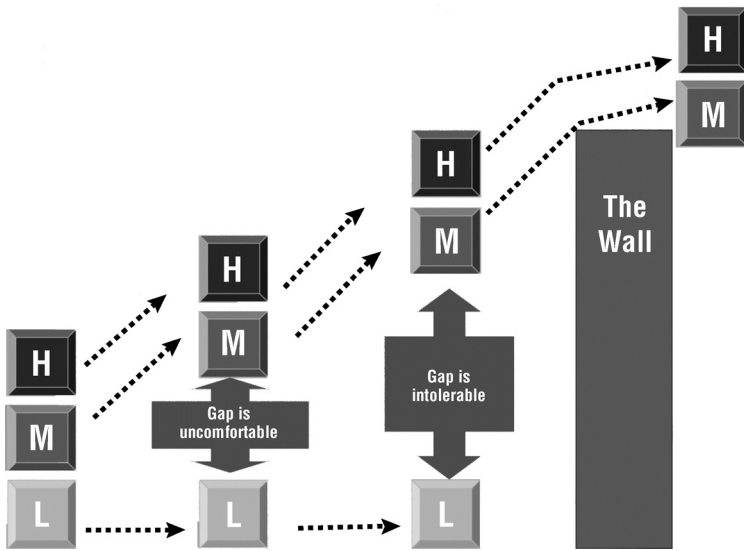 H
M
H
M
The
Wall
H
M
H
M
Gap is
uncomfortable
Gap is
intolerable
L
L
L